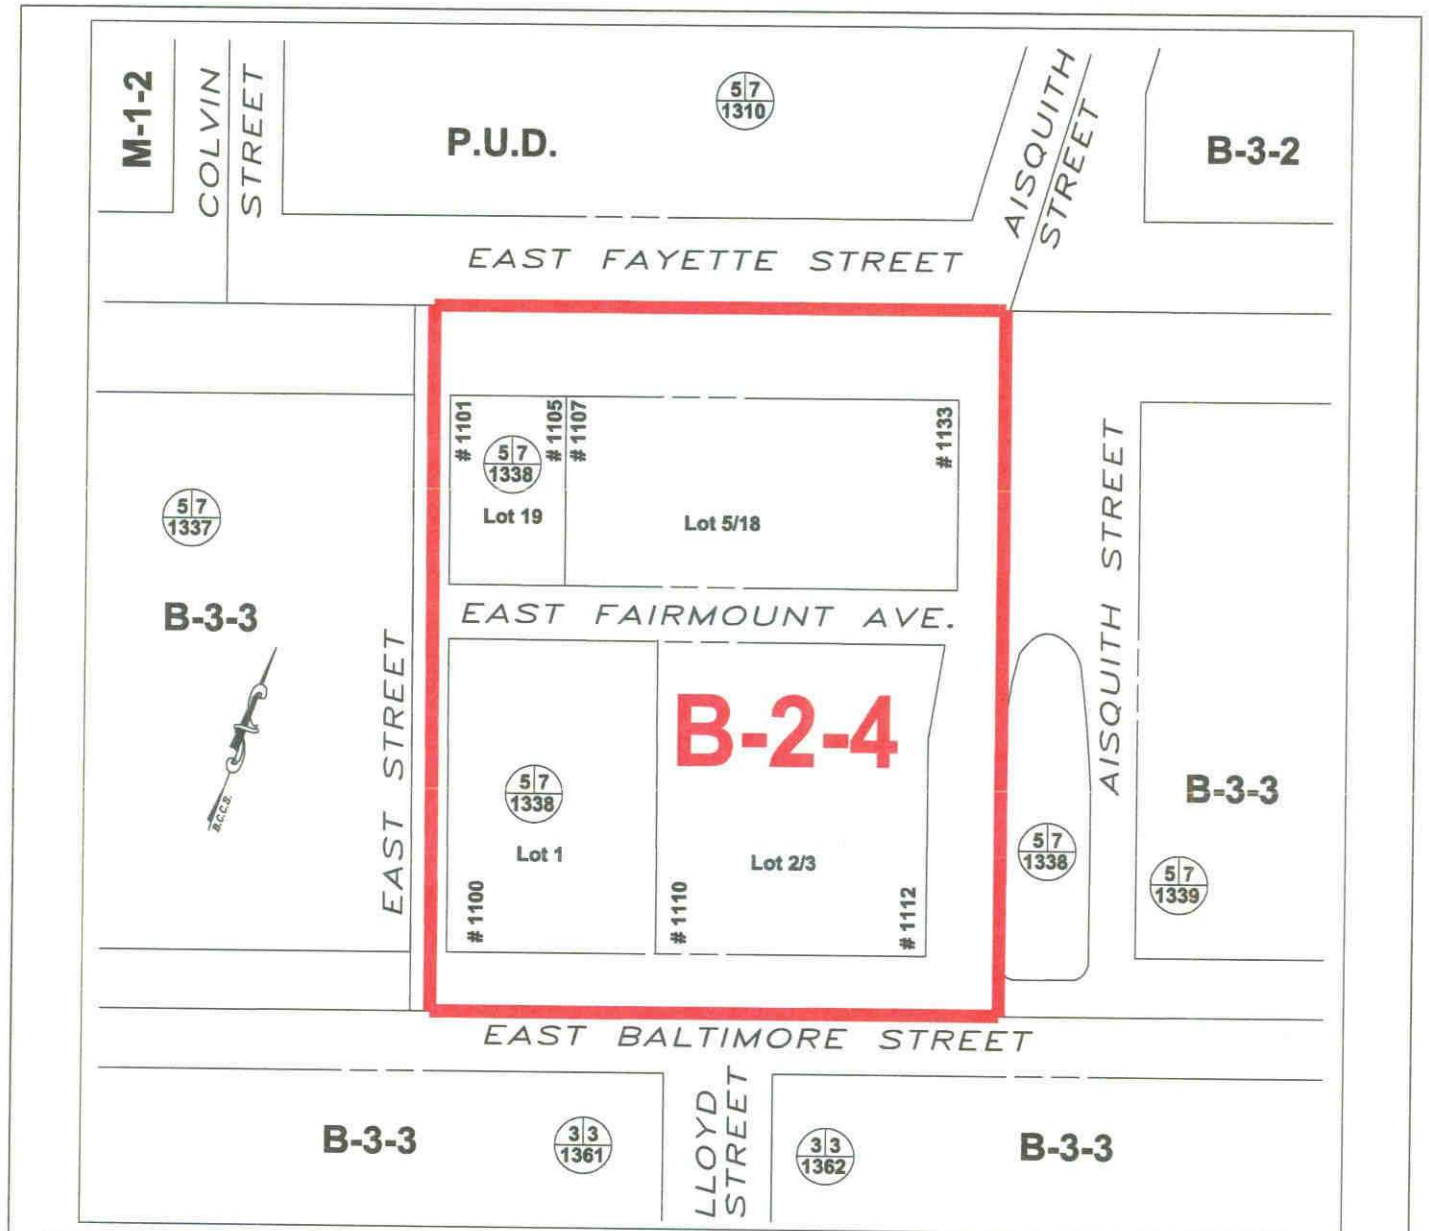 M-1-2
COLVIN
STREET
P.U.D.
5 7
1310
AISQUITH
STREET
B-3-2
EAST FAYETTE STREET
# 1101
# 1105
# 1107
# 1133
5 7
1338
Lot 19
Lot 5/18
5 7
1337
B-3-3
EAST FAIRMOUNT AVE.
EAST STREET
AISQUITH STREET
B-2-4
B.C.C.S.
5 7
1338
Lot 1
Lot 2/3
# 1100
# 1110
# 1112
5 7
1338
B-3-3
5 7
1339
EAST BALTIMORE STREET
LLOYD
STREET
B-3-3
3 3
1361
3 3
1362
B-3-3